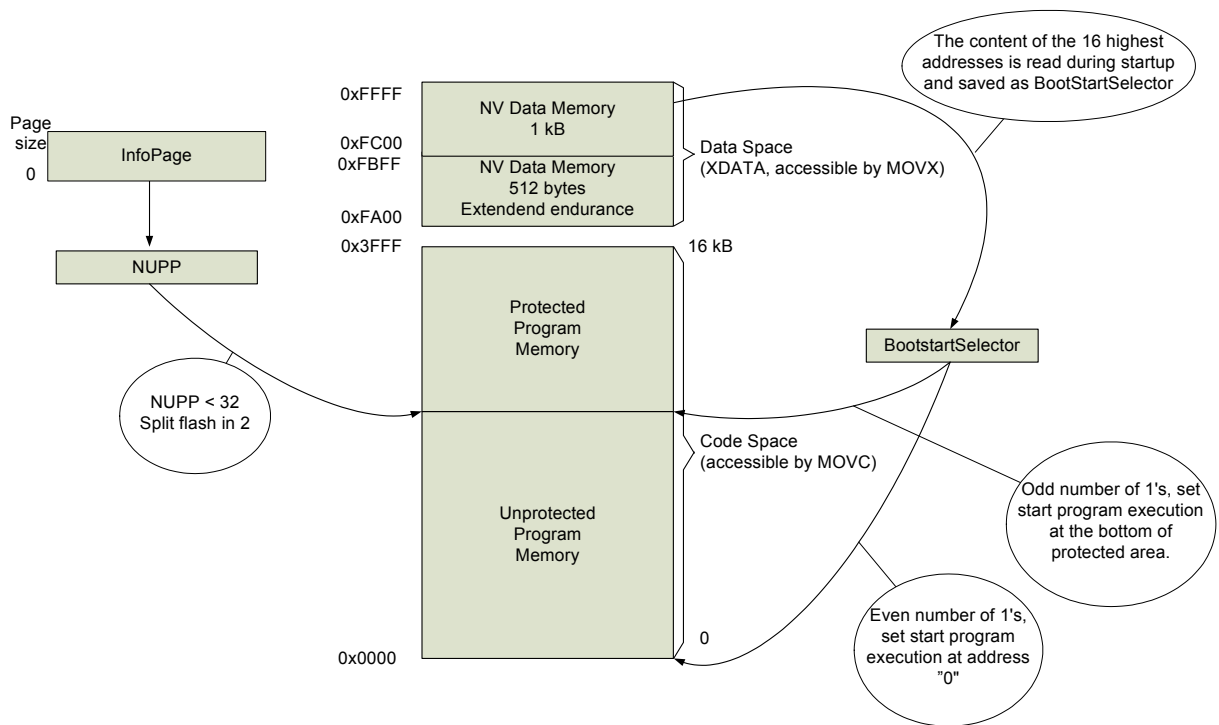 The content of the 16 highest
addresses is read during startup
and saved as BootStartSelector
Page
size
0
InfoPage
NUPP
NUPP < 32
Split flash in 2
0xFFFF
0xFC00
0xFBFF
0xFA00
NV Data Memory
1 kB
NV Data Memory
512 bytes
Extendend endurance
Data Space
(XDATA, accessible by MOVX)
0x3FFF
16 kB
Protected
Program
Memory
BootstartSelector
Code Space
(accessible by MOVC)
Unprotected
Program
Memory
0
0x0000
Odd number of 1's, set
start program execution
at the bottom of
protected area.
Even number of 1's,
set start program
execution at address
”0"